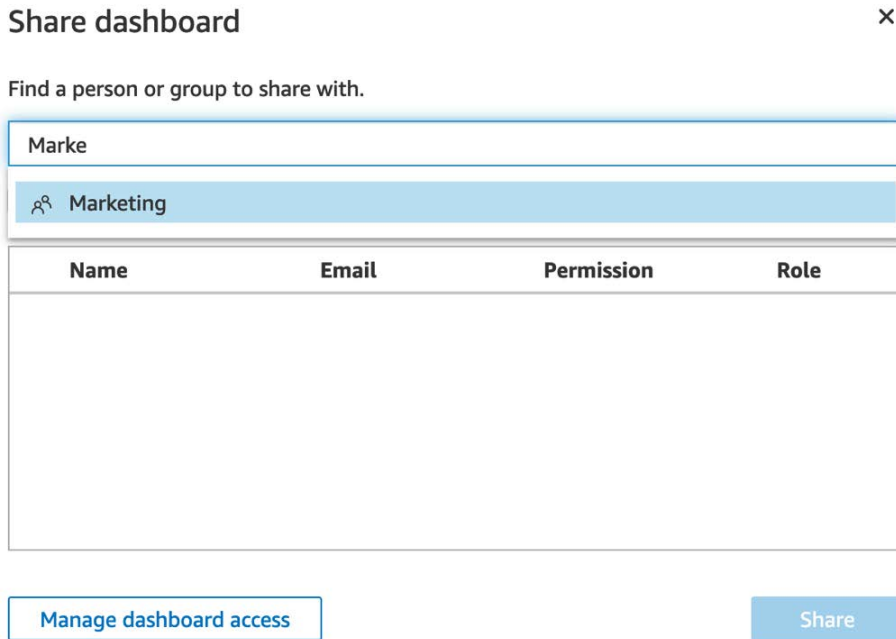 Share dashboard
Find a person or group to share with.
Marke
Marketing
Name Email Permission Role
Manage dashboard access Share